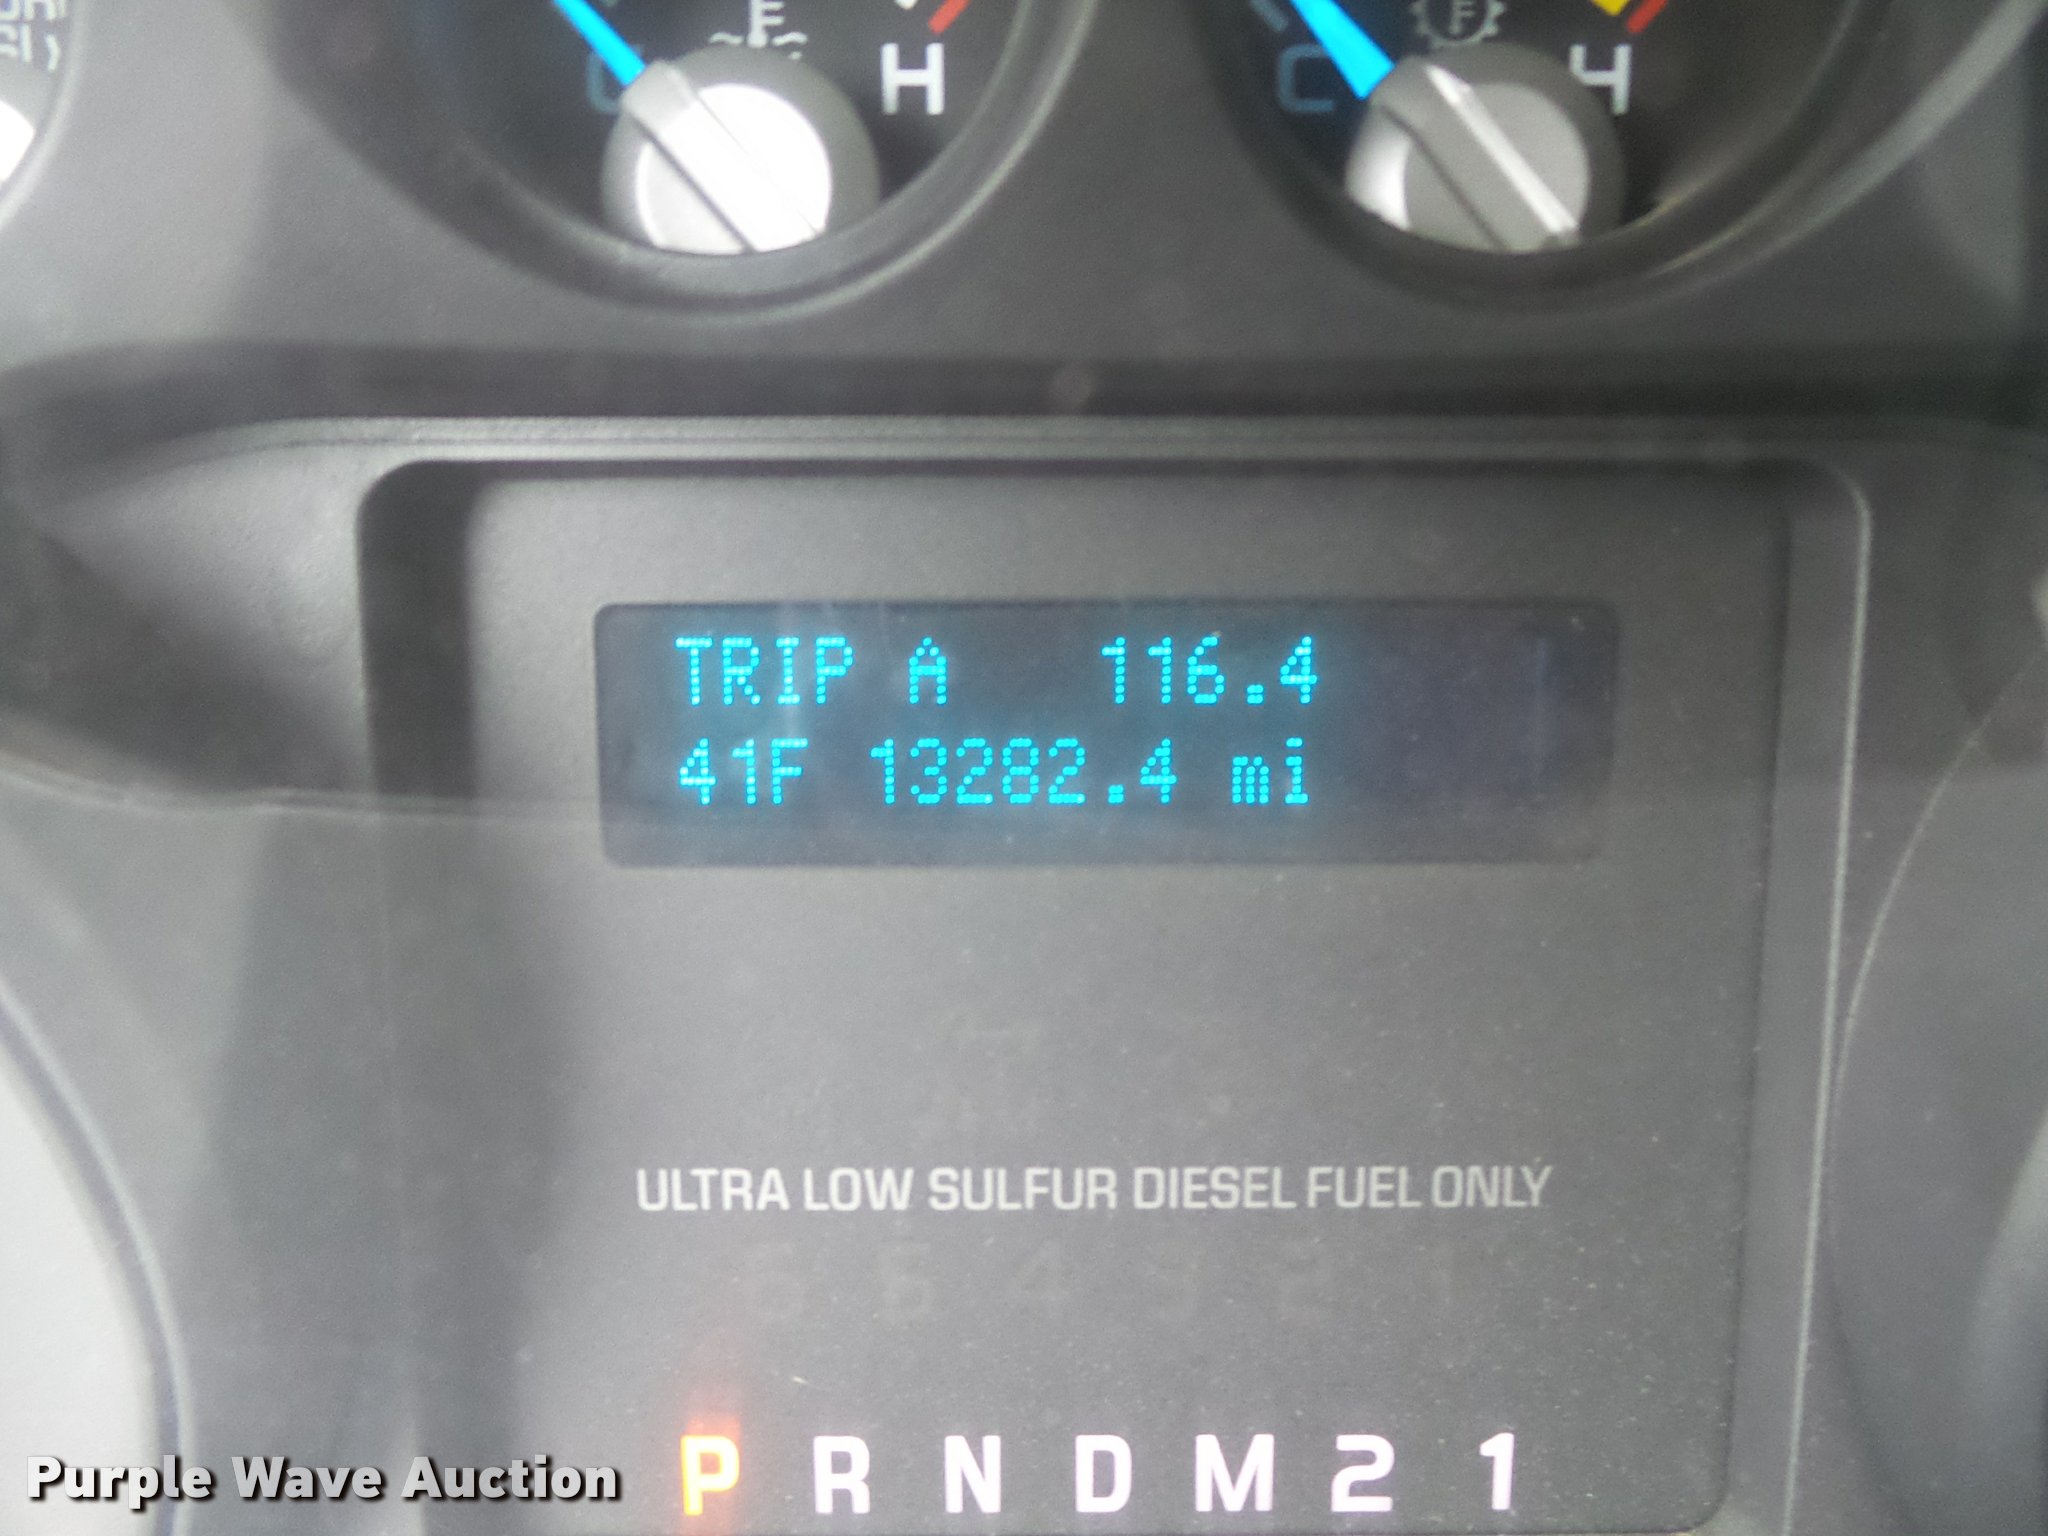 F
H
C
F
H
TRIP A 116.4
41F 13282.4 mi
ULTRA LOW SULFUR DIESEL FUEL ONLY
P R N D M 2 1
Purple Wave Auction